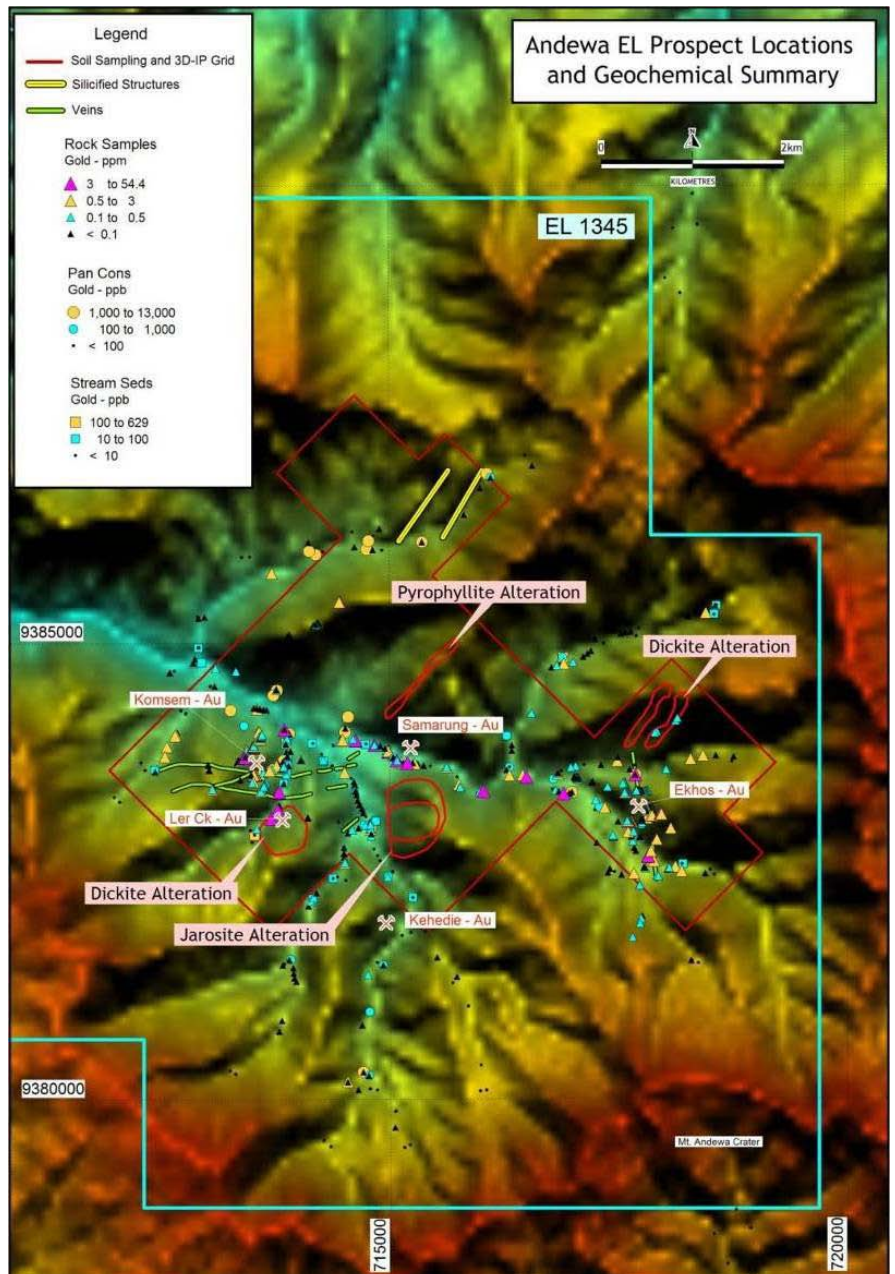 Legend
Soil Sampling and 3D-IP Grid
Silicified Structures
Veins
Rock Samples
Gold - ppm
3 to 54.4
0.5 to 3
0.1 to 0.5
< 0.1
Pan Cons
Gold - ppb
1,000 to 13,000
100 to 1,000
< 100
Stream Seds
Gold - ppb
100 to 629
10 to 100
< 10
Andewa EL Prospect Locations
and Geochemical Summary
N
0 2km
KILOMETRES
EL 1345
Pyrophyllite Alteration
9385000
Dickite Alteration
Komsem - Au
Samarung - Au
Ekhos - Au
Ler Ck - Au
Dickite Alteration
Jarosite Alteration
Kehedie - Au
9380000
Mt. Andewa Crater
715000
720000